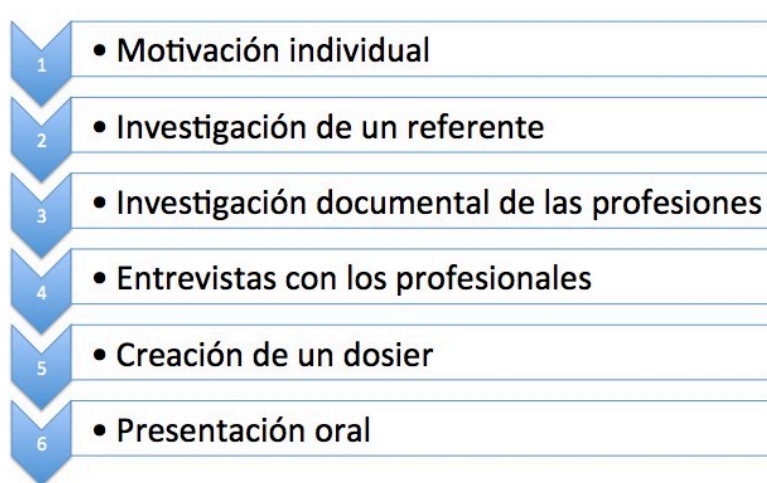 1 • Motivación individual
2 • Investigación de un referente
3 • Investigación documental de las profesiones
4 • Entrevistas con los profesionales
5 • Creación de un dosier
6 • Presentación oral